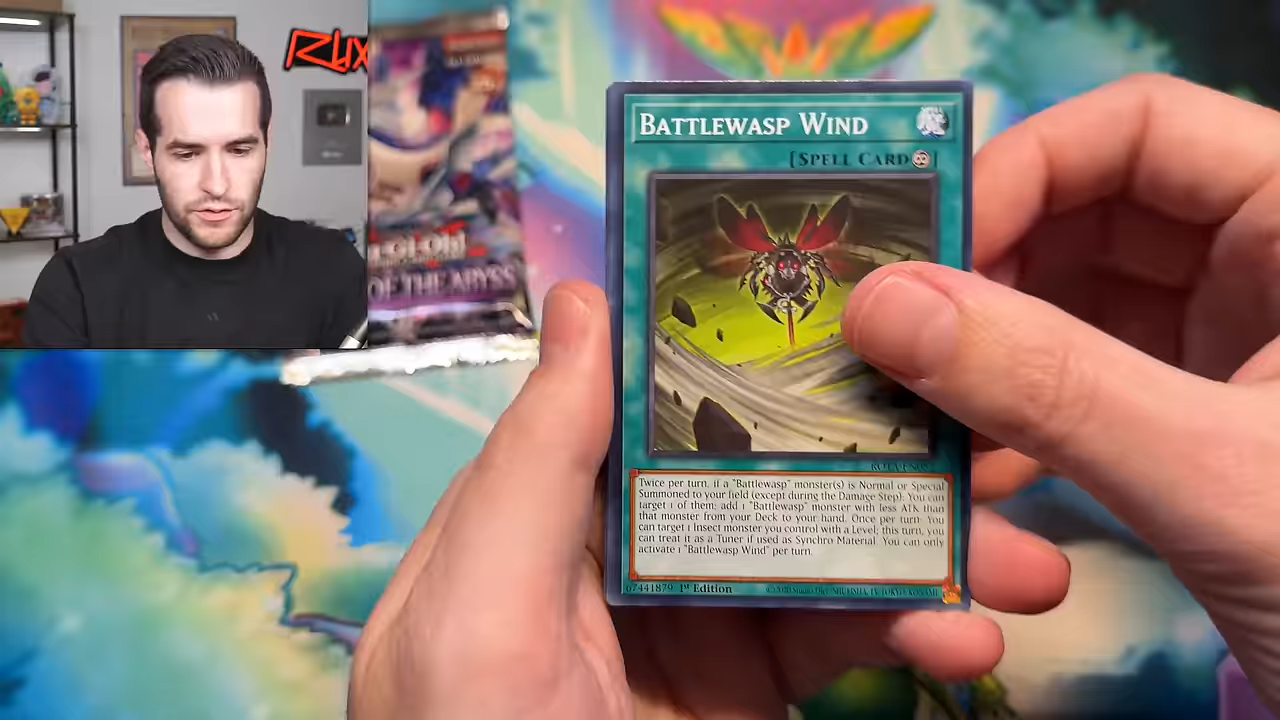 RUX
OF THE ABYSS
BATTLEWASP WIND
[SPELL CARD ]
Twice per turn, if a "Battlewasp" monster(s) is Normal or Special
Summoned to your field (except during the Damage Step): You can
target 1 of them; add 1 "Battlewasp" monster with less ATK than
that monster from your Deck to your hand. Once per turn: You
can target 1 Insect monster you control with a Level; this turn, you
can treat it as a Tuner if used as Synchro Material. You can only
activate 1 "Battlewasp Wind" per turn.
67441879 1st Edition